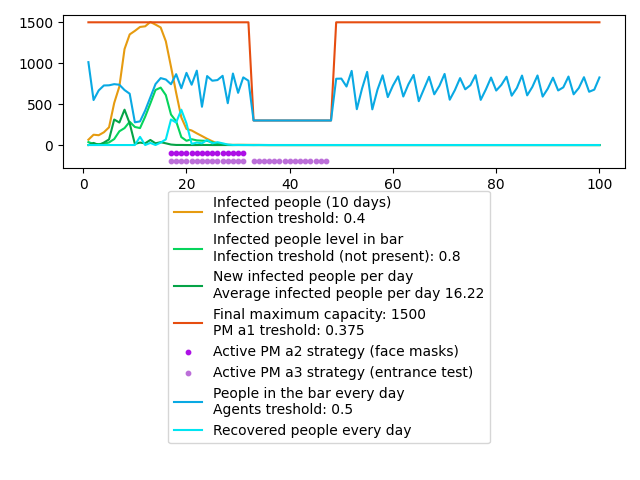 1500
1000
500
0
0 20 40 60 80 100
Infected people (10 days)
Infection treshold: 0.4
Infected people level in bar
Infection treshold (not present): 0.8
New infected people per day
Average infected people per day 16.22
Final maximum capacity: 1500
PM a1 treshold: 0.375
Active PM a2 strategy (face masks)
Active PM a3 strategy (entrance test)
People in the bar every day
Agents treshold: 0.5
Recovered people every day